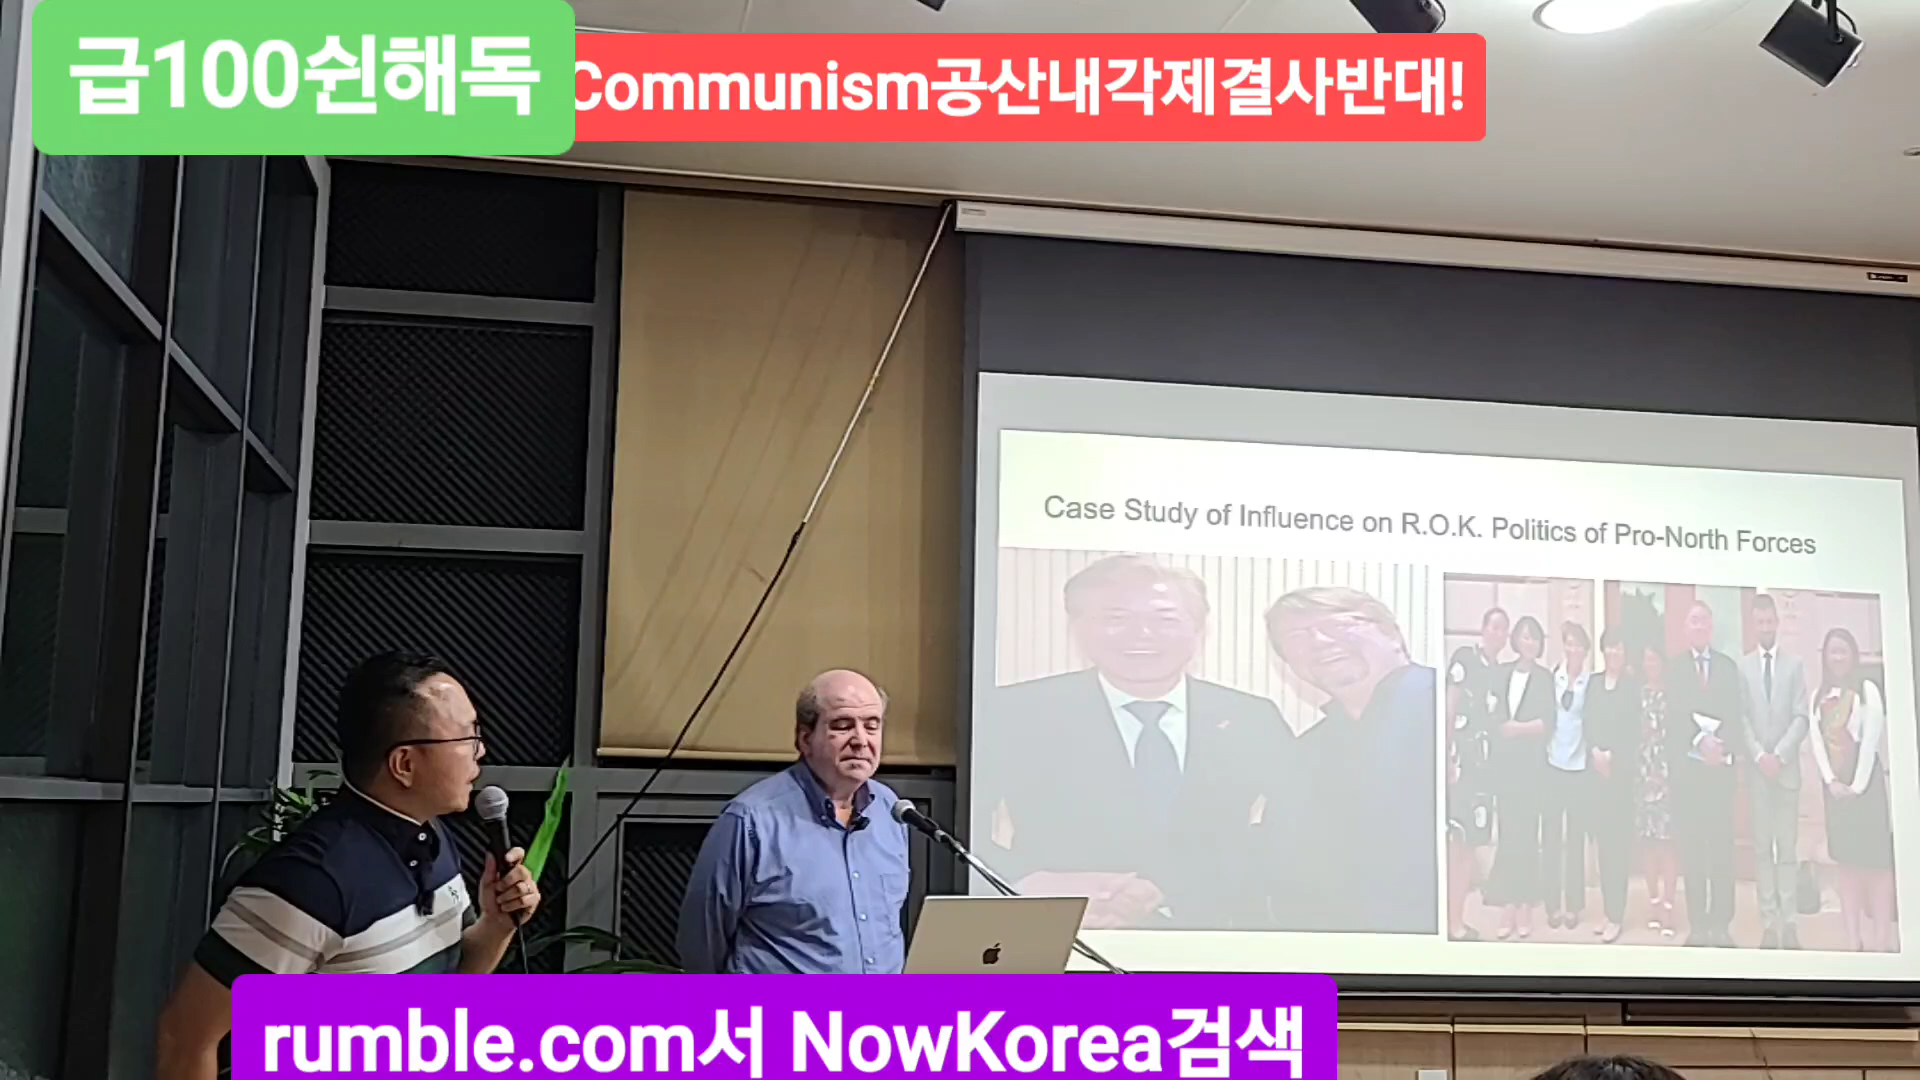 급100쉰해독
Communism공산내각제결사반대!
Case Study of Influence on R.O.K. Politics of Pro-North Forces
rumble.com서 NowKorea검색